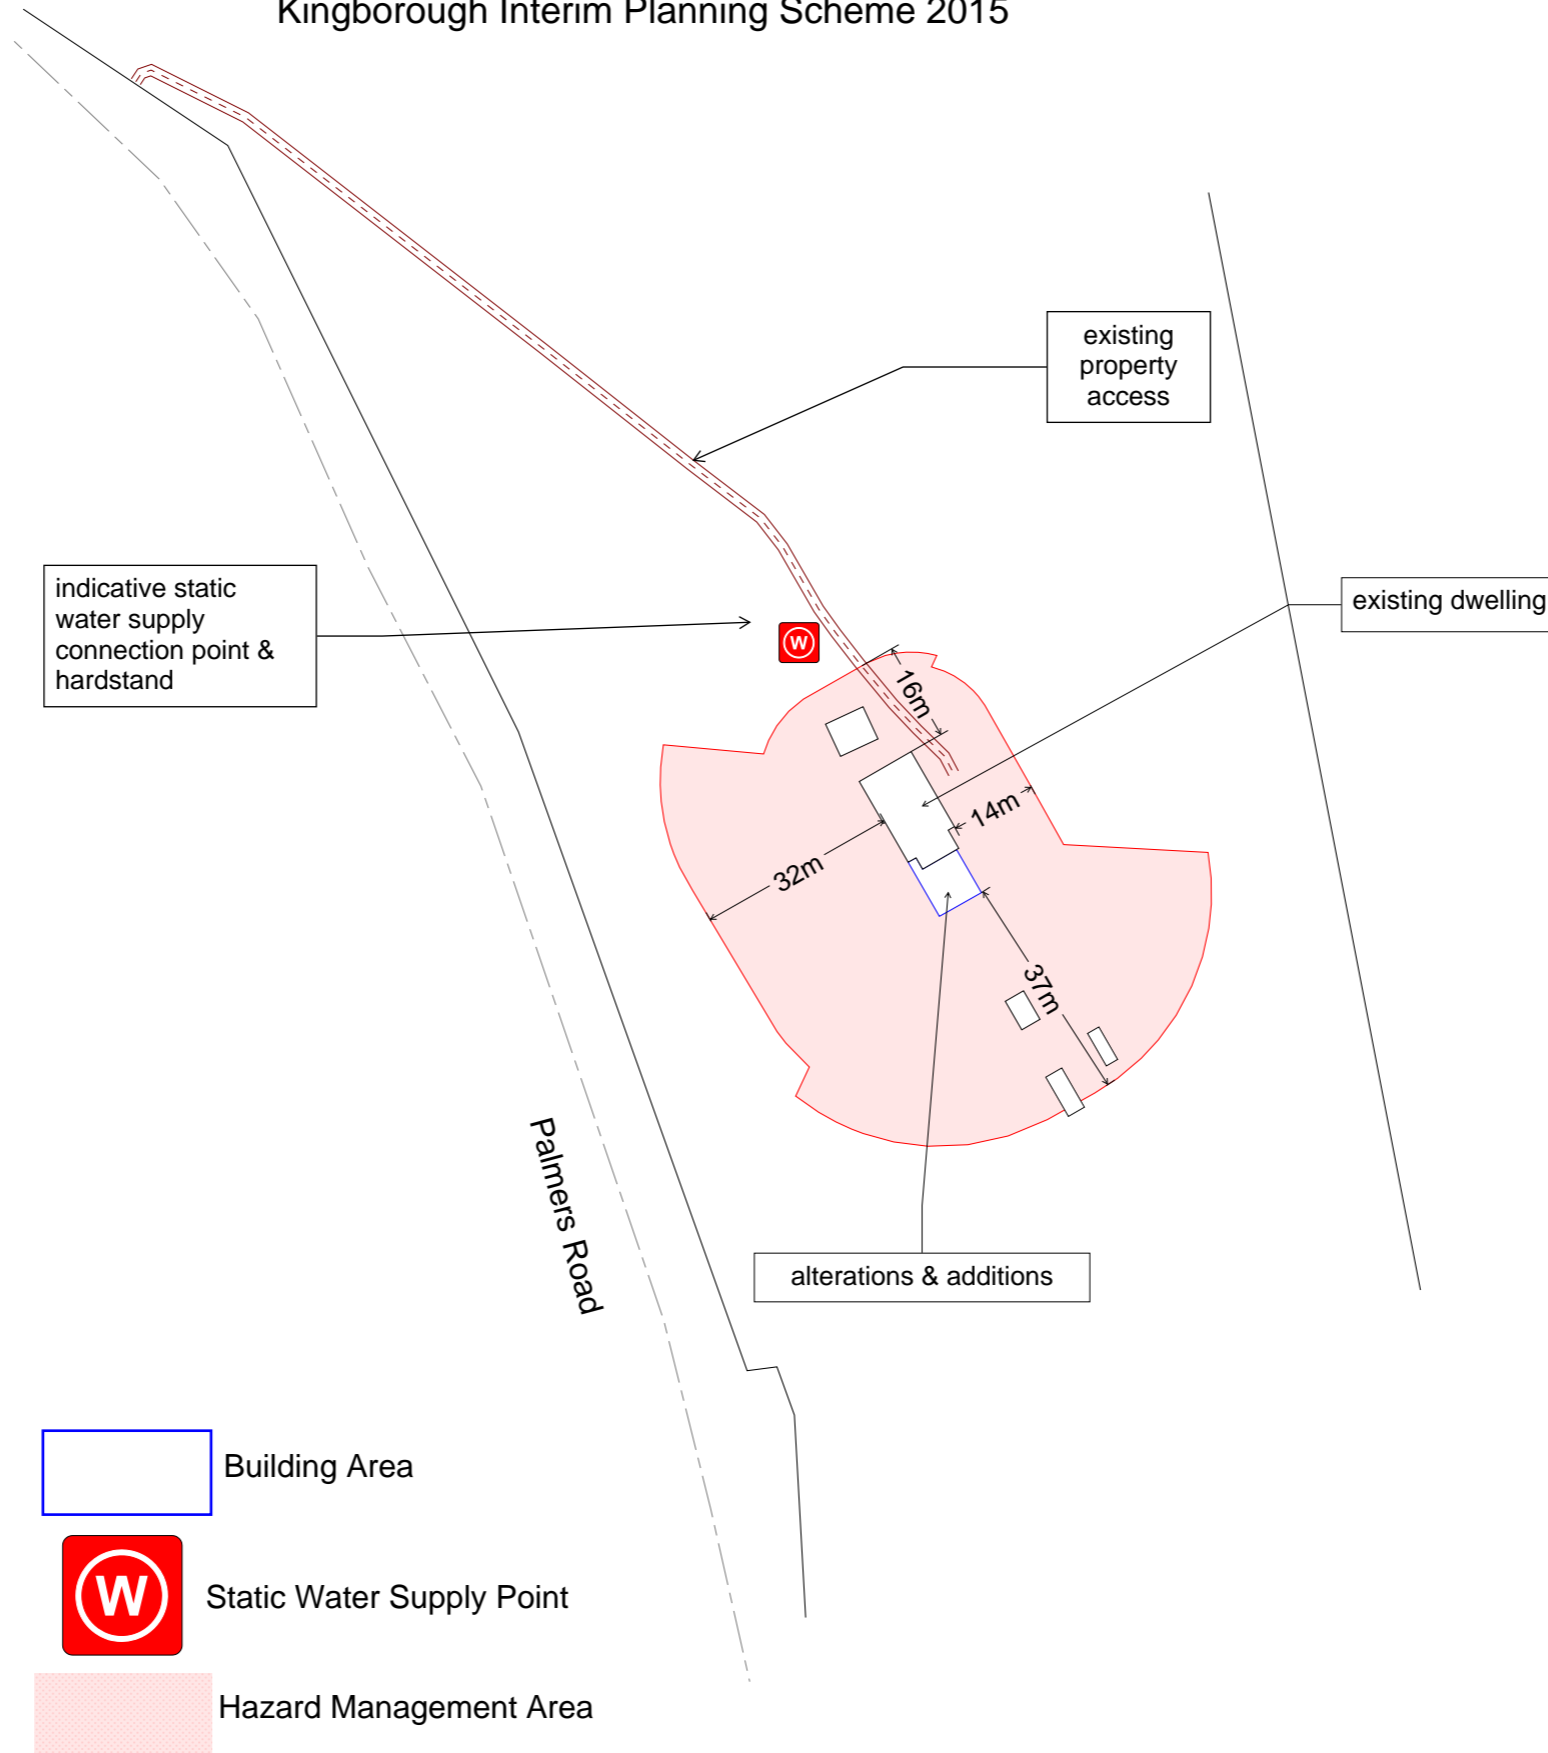 Kingborough Interim Planning Scheme 2015
existing
property
access
indicative static
water supply
connection point &
hardstand
existing dwelling
W
16m
14m
32m
37m
Palmers Road
alterations & additions
Building Area
W
Static Water Supply Point
Hazard Management Area